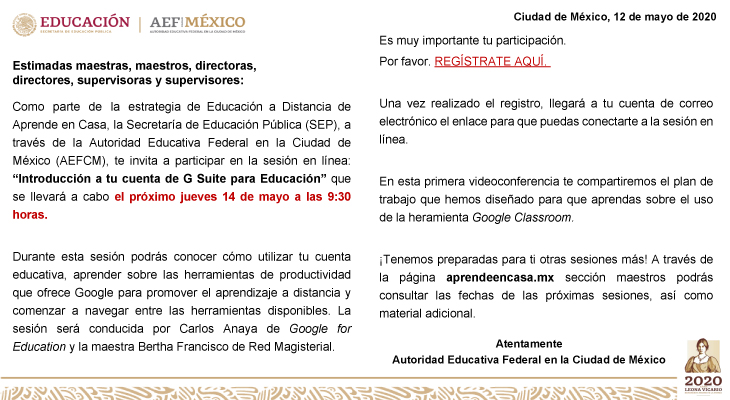 EDUCACIÓN
SECRETARÍA DE EDUCACIÓN PÚBLICA
AEFMÉXICO
AUTORIDAD EDUCATIVA FEDERAL EN LA CIUDAD DE MÉXICO
Ciudad de México, 12 de mayo de 2020
Estimadas maestras, maestros, directoras,
directores, supervisoras y supervisores:
Como parte de la estrategia de Educación a Distancia de
Aprende en Casa, la Secretaría de Educación Pública (SEP), a
través de la Autoridad Educativa Federal en la Ciudad de
México (AEFCM), te invita a participar en la sesión en línea:
“Introducción a tu cuenta de G Suite para Educación” que
se llevará a cabo el próximo jueves 14 de mayo a las 9:30
horas.
Durante esta sesión podrás conocer cómo utilizar tu cuenta
educativa, aprender sobre las herramientas de productividad
que ofrece Google para promover el aprendizaje a distancia y
comenzar a navegar entre las herramientas disponibles. La
sesión será conducida por Carlos Anaya de Google for
Education y la maestra Bertha Francisco de Red Magisterial.
Es muy importante tu participación.
Por favor. REGÍSTRATE AQUÍ.
Una vez realizado el registro, llegará a tu cuenta de correo
electrónico el enlace para que puedas conectarte a la sesión en
línea.
En esta primera videoconferencia te compartiremos el plan de
trabajo que hemos diseñado para que aprendas sobre el uso
de la heramienta Google Classroom.
¡Tenemos preparadas para ti otras sesiones más! A través de
la página aprendeencasa.mx sección maestros podrás
consultar las fechas de las próximas sesiones, así como
material adicional.
Atentamente
Autoridad Educativa Federal en la Ciudad de México
2020
LEONA VICARIO